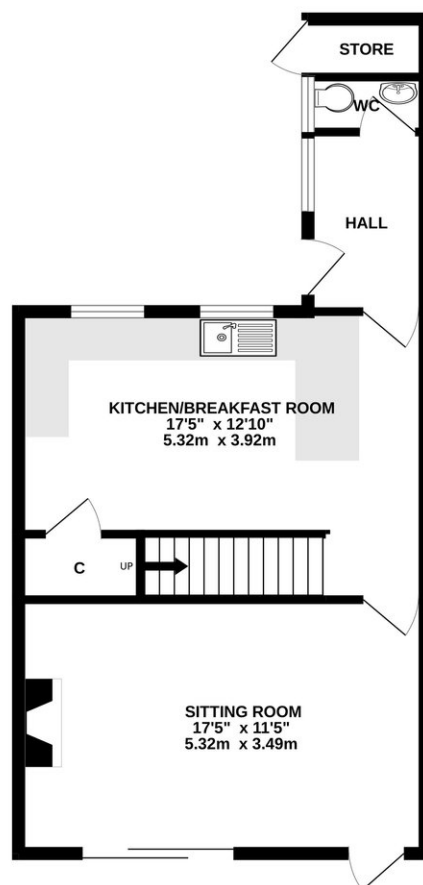 STORE
WC
HALL
KITCHEN/BREAKFAST ROOM
17'5" x 12'10"
5.32m x 3.92m
C
UP
SITTING ROOM
17'5" x 11'5"
5.32m x 3.49m